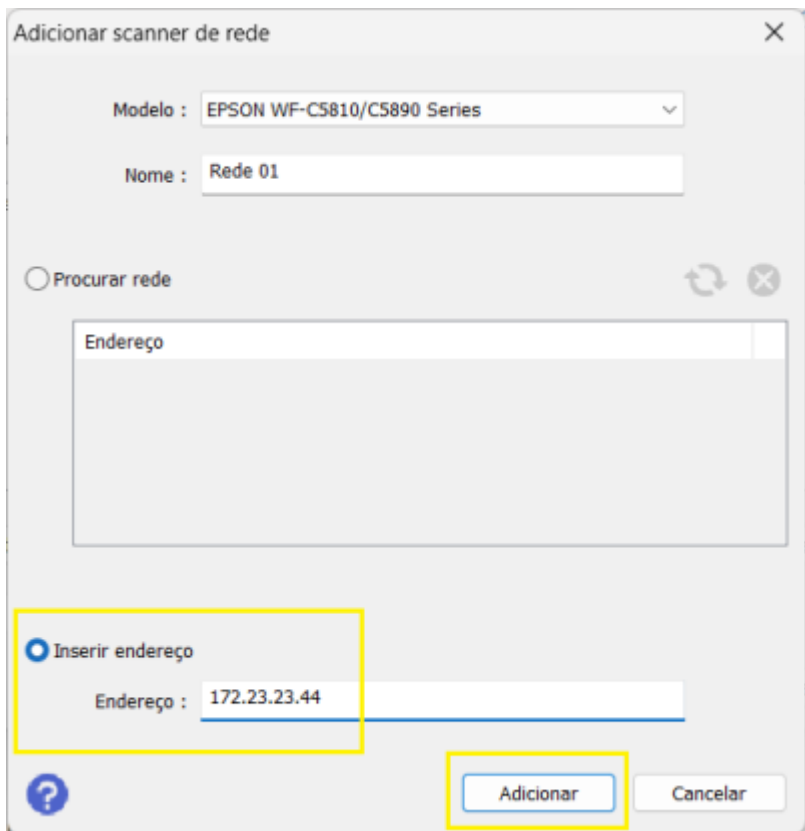 Adicionar scanner de rede
Modelo : EPSON WF-C5810/C5890 Series
Nome : Rede 01
Procurar rede
Endereço
Inserir endereço
Endereço : 172.23.23.44
? Adicionar Cancelar